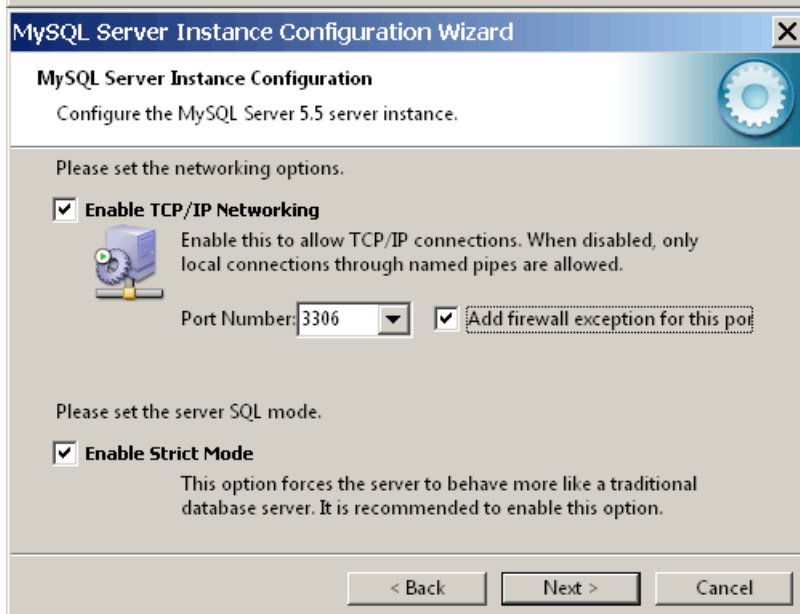 MySQL Server Instance Configuration Wizard
MySQL Server Instance Configuration
Configure the MySQL Server 5.5 server instance.
Please set the networking options.
Enable TCP/IP Networking
Enable this to allow TCP/IP connections. When disabled, only
local connections through named pipes are allowed.
Port Number: 3306 Add firewall exception for this por
Please set the server SQL mode.
Enable Strict Mode
This option forces the server to behave more like a traditional
database server. It is recommended to enable this option.
< Back Next > Cancel